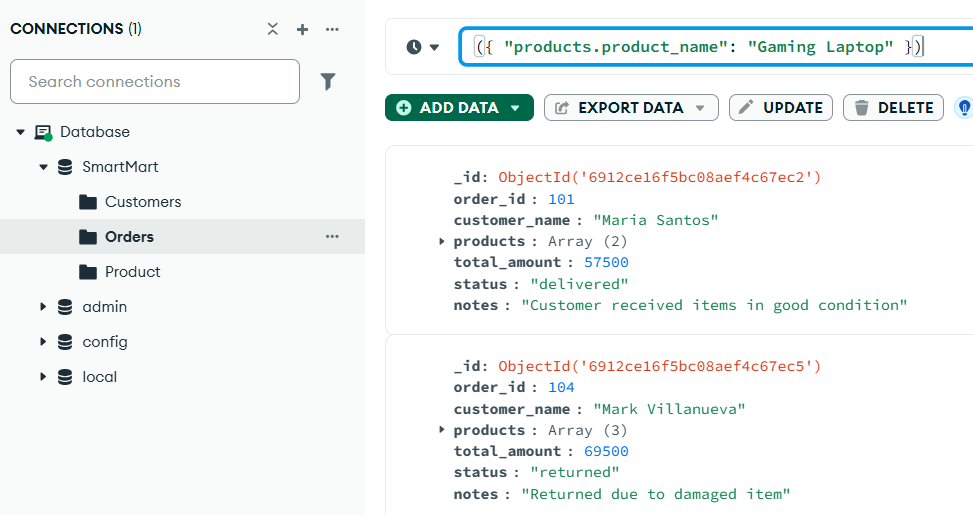 CONNECTIONS (1)
Search connections
Database
SmartMart
Customers
Orders
Product
admin
config
local
({ "products.product_name": "Gaming Laptop" })
ADD DATA
EXPORT DATA
UPDATE
DELETE
_id: ObjectId('6912ce16f5bc08aef4c67ec2')
order_id : 101
customer_name : "Maria Santos"
products : Array (2)
total_amount : 57500
status : "delivered"
notes : "Customer received items in good condition"
_id: ObjectId('6912ce16f5bc08aef4c67ec5')
order_id : 104
customer_name : "Mark Villanueva"
products : Array (3)
total_amount : 69500
status : "returned"
notes : "Returned due to damaged item"